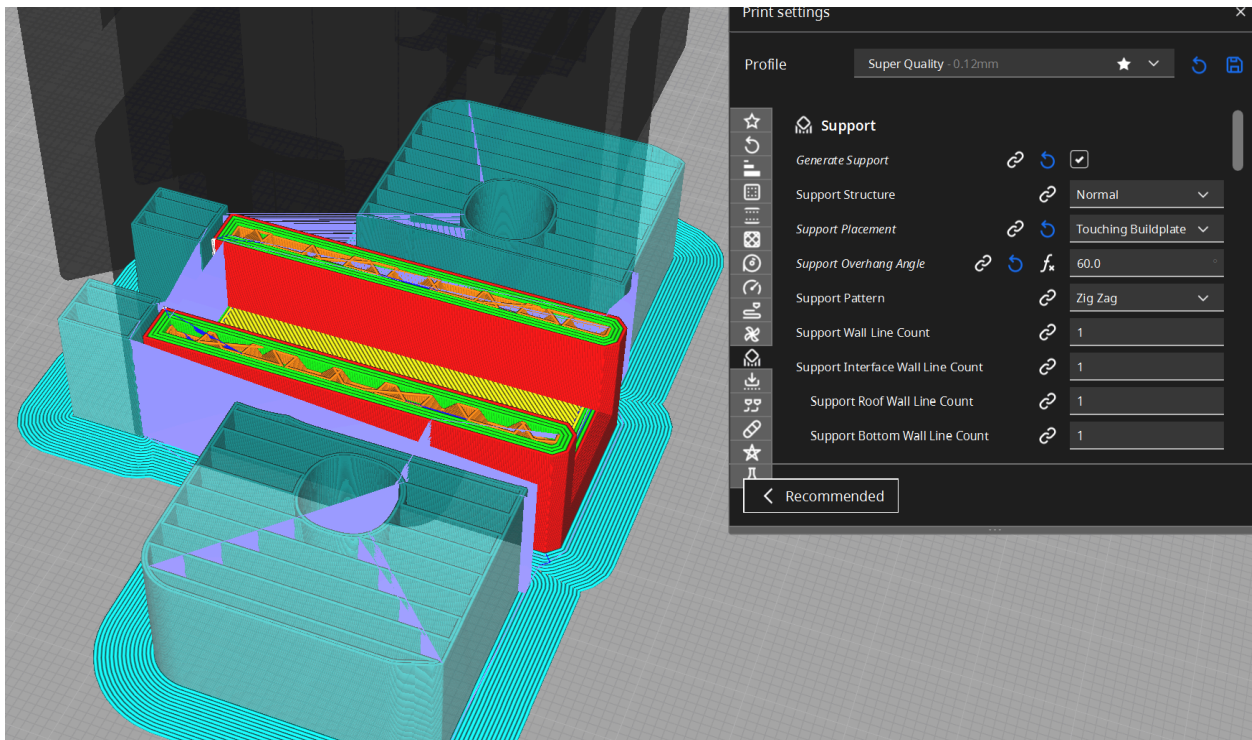 Print settings
Profile
Super Quality - 0.12mm
Support
Generate Support
Support Structure
Normal
Support Placement
Touching Buildplate
Support Overhang Angle
60.0 °
Support Pattern
Zig Zag
Support Wall Line Count
1
Support Interface Wall Line Count
1
Support Roof Wall Line Count
1
Support Bottom Wall Line Count
1
Recommended